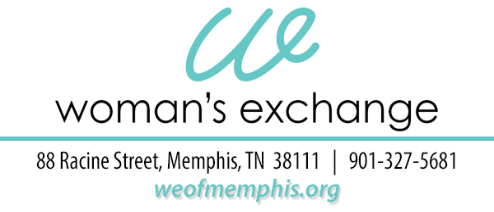 we
woman's exchange
88 Racine Street, Memphis, TN 38111 | 901-327-5681
weofmemphis.org